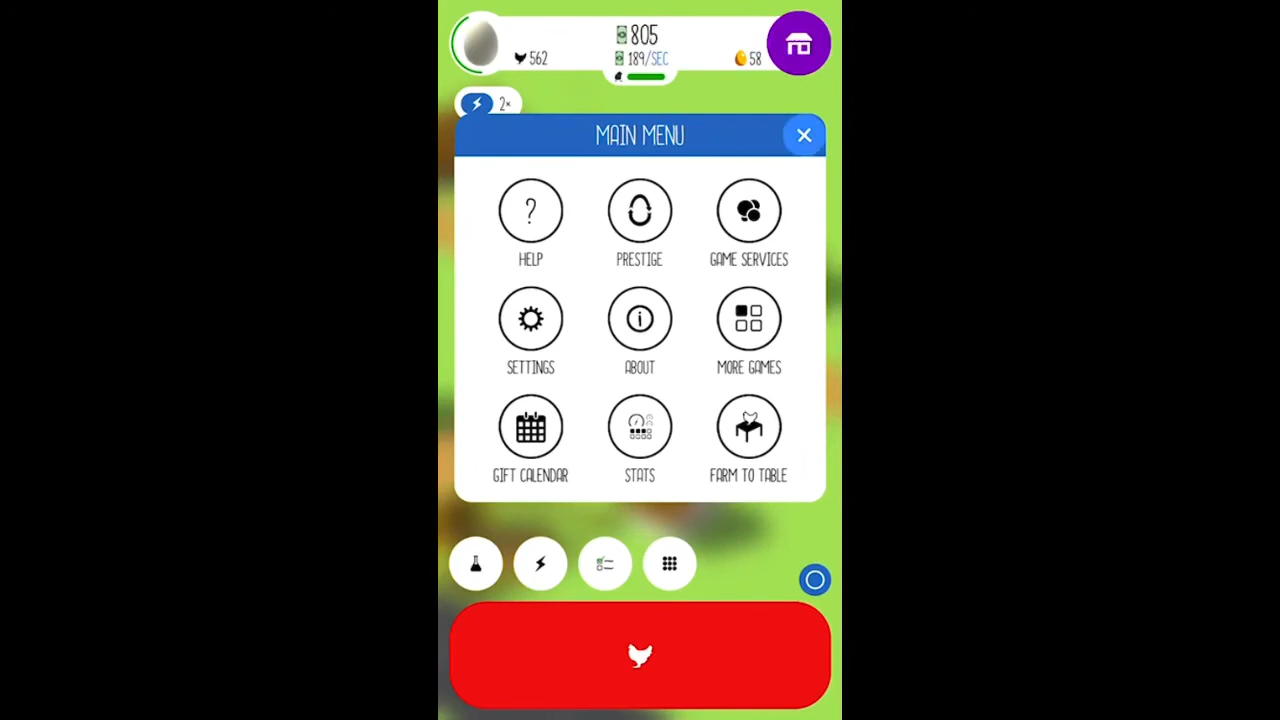 805
562
189/SEC
58
2×
MAIN MENU
?
HELP
PRESTIGE
GAME SERVICES
SETTINGS
ABOUT
MORE GAMES
GIFT CALENDAR
STATS
FARM TO TABLE